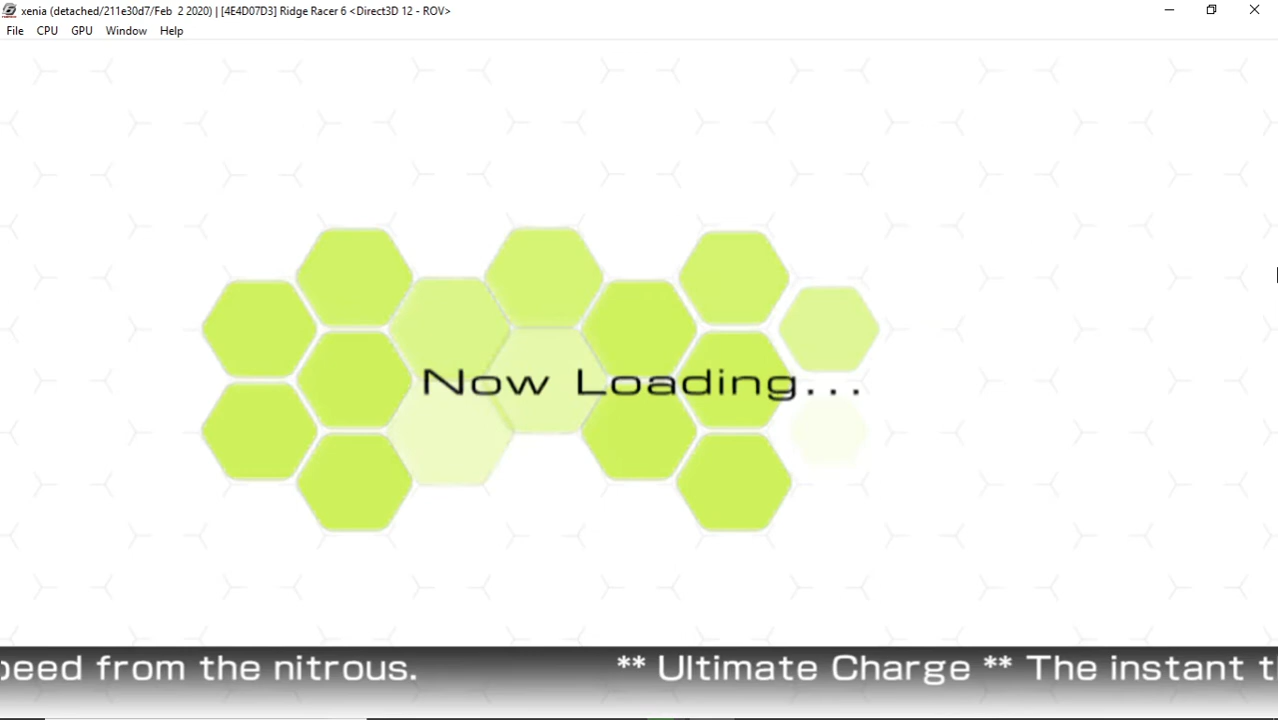 xenia (detached/211e30d7/Feb  2 2020) | [4E4D07D3] Ridge Racer 6 <Direct3D 12 - ROV>
File CPU GPU Window Help
Now Loading...
peed from the nitrous. ** Ultimate Charge ** The instant t